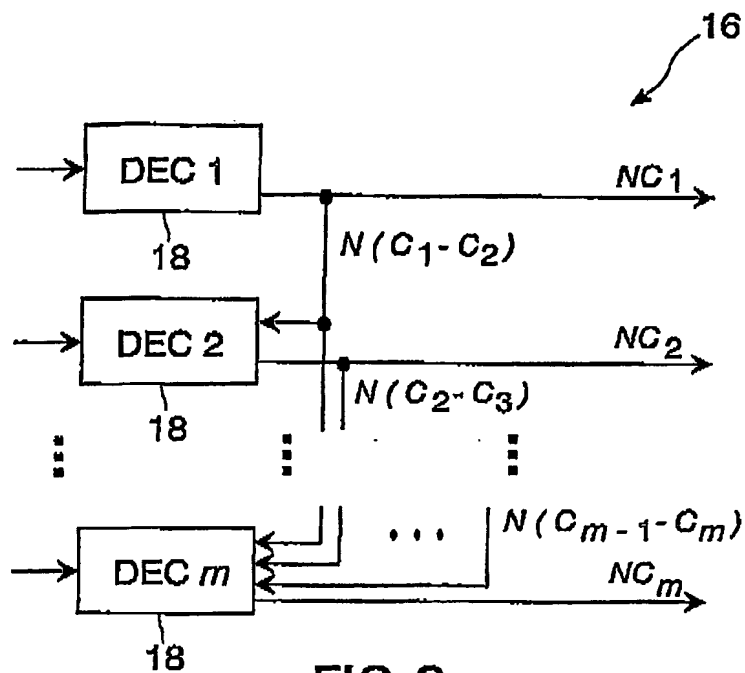 16
DEC 1
NC1
18
N(C1-C2)
DEC 2
NC2
18
N(C2-C3)
N(Cm-1-Cm)
DEC m
NCm
18